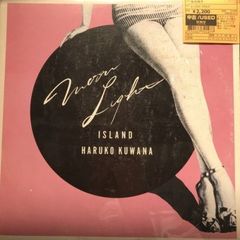 Moon
Light
ISLAND
HARUKO KUWANA
中古/USED
¥2,200